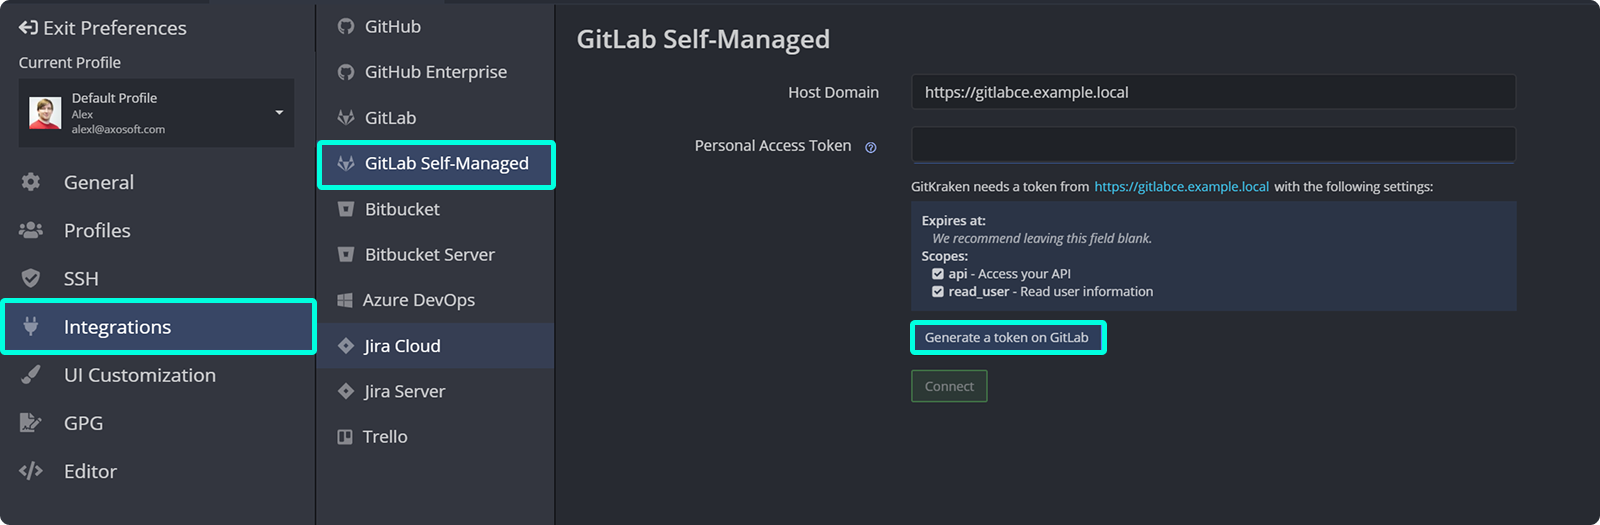 Exit Preferences
Current Profile
Default Profile
Alex
alexl@axosoft.com
General
Profiles
SSH
Integrations
UI Customization
GPG
Editor
GitHub
GitHub Enterprise
GitLab
GitLab Self-Managed
Bitbucket
Bitbucket Server
Azure DevOps
Jira Cloud
Jira Server
Trello
GitLab Self-Managed
Host Domain https://gitlabce.example.local
Personal Access Token ?
GitKraken needs a token from https://gitlabce.example.local with the following settings:
Expires at:
We recommend leaving this field blank.
Scopes:
api - Access your API
read_user - Read user information
Generate a token on GitLab
Connect